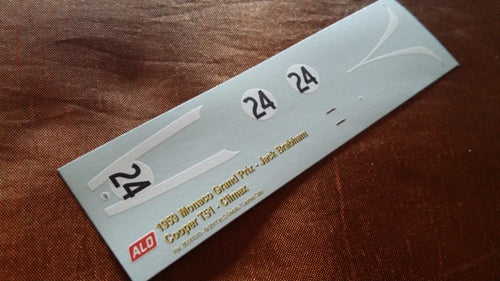 24
24
24
ALO
1959 Monaco Grand Prix - Jack Brabham
Cooper T51 - Climax